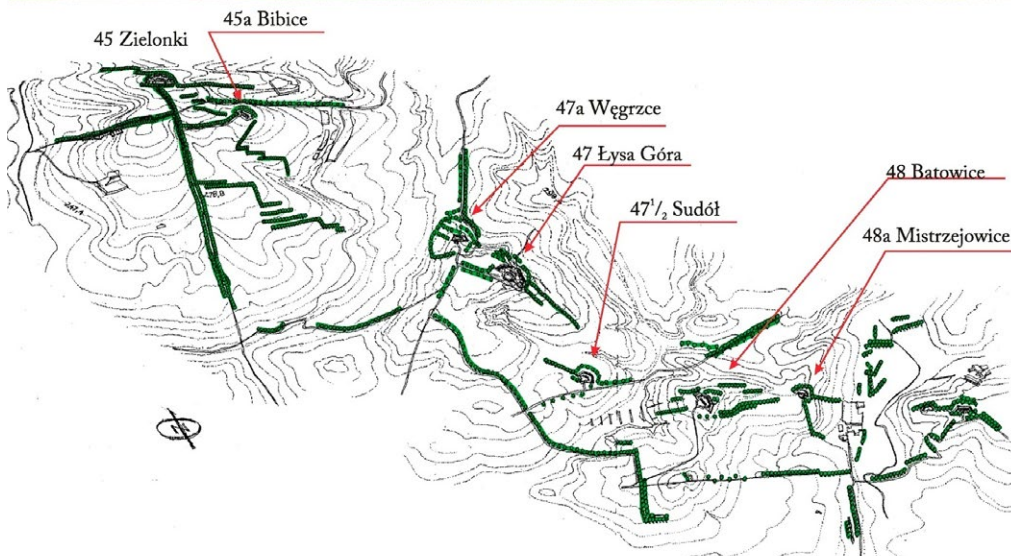 45a Bibice
45 Zielonki
47a Węgrzce
47 Łysa Góra
48 Batowice
47¹/₂ Sudół
48a Mistrzejowice